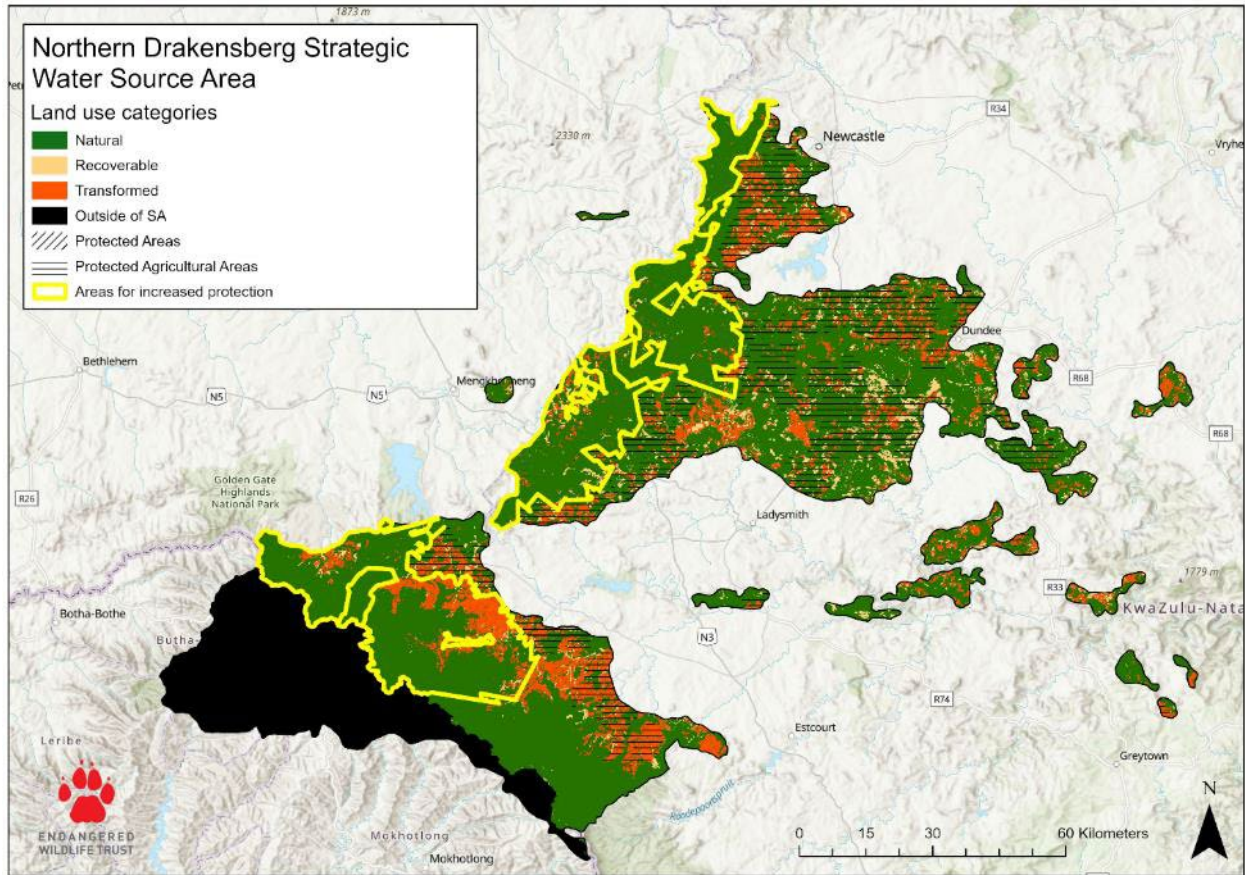 1873 m
Northern Drakensberg Strategic
Water Source Area
Land use categories
Natural
Recoverable
Transformed
Outside of SA
Protected Areas
Protected Agricultural Areas
Areas for increased protection
2330 m
R34
Newcastle
Vryhe
Dundee
Bethlehem
N5
N5
R68
R68
Golden Gate
Highlands
National Park
R26
Ladysmith
1779 m
R33
KwaZulu-Nata
Botha-Bothe
Butha-
N3
R74
Leribe
Estcourt
Greytown
N
ENDANGERED
WILDLIFE TRUST
Mokhotlong
Mokhotlong
0 15 30 60 Kilometers